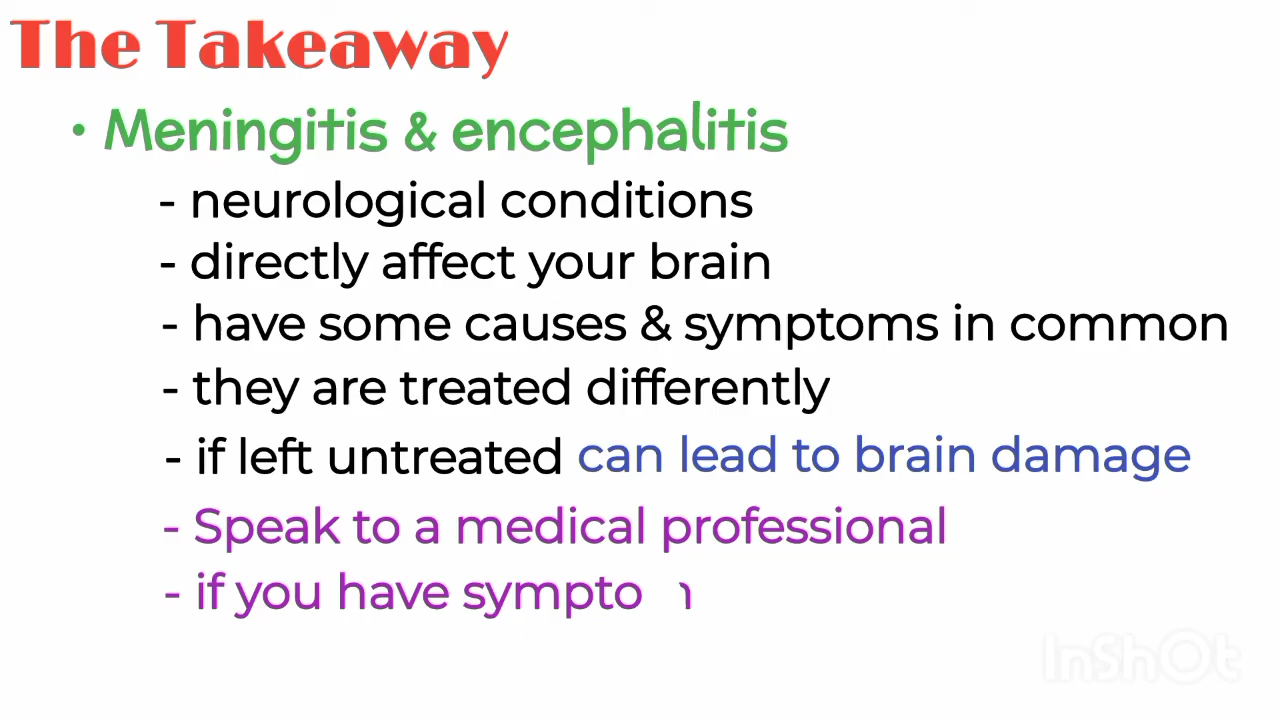 The Takeaway
• Meningitis & encephalitis
- neurological conditions
- directly affect your brain
- have some causes & symptoms in common
- they are treated differently
- if left untreated can lead to brain damage
- Speak to a medical professional
- if you have sympto
InShOt